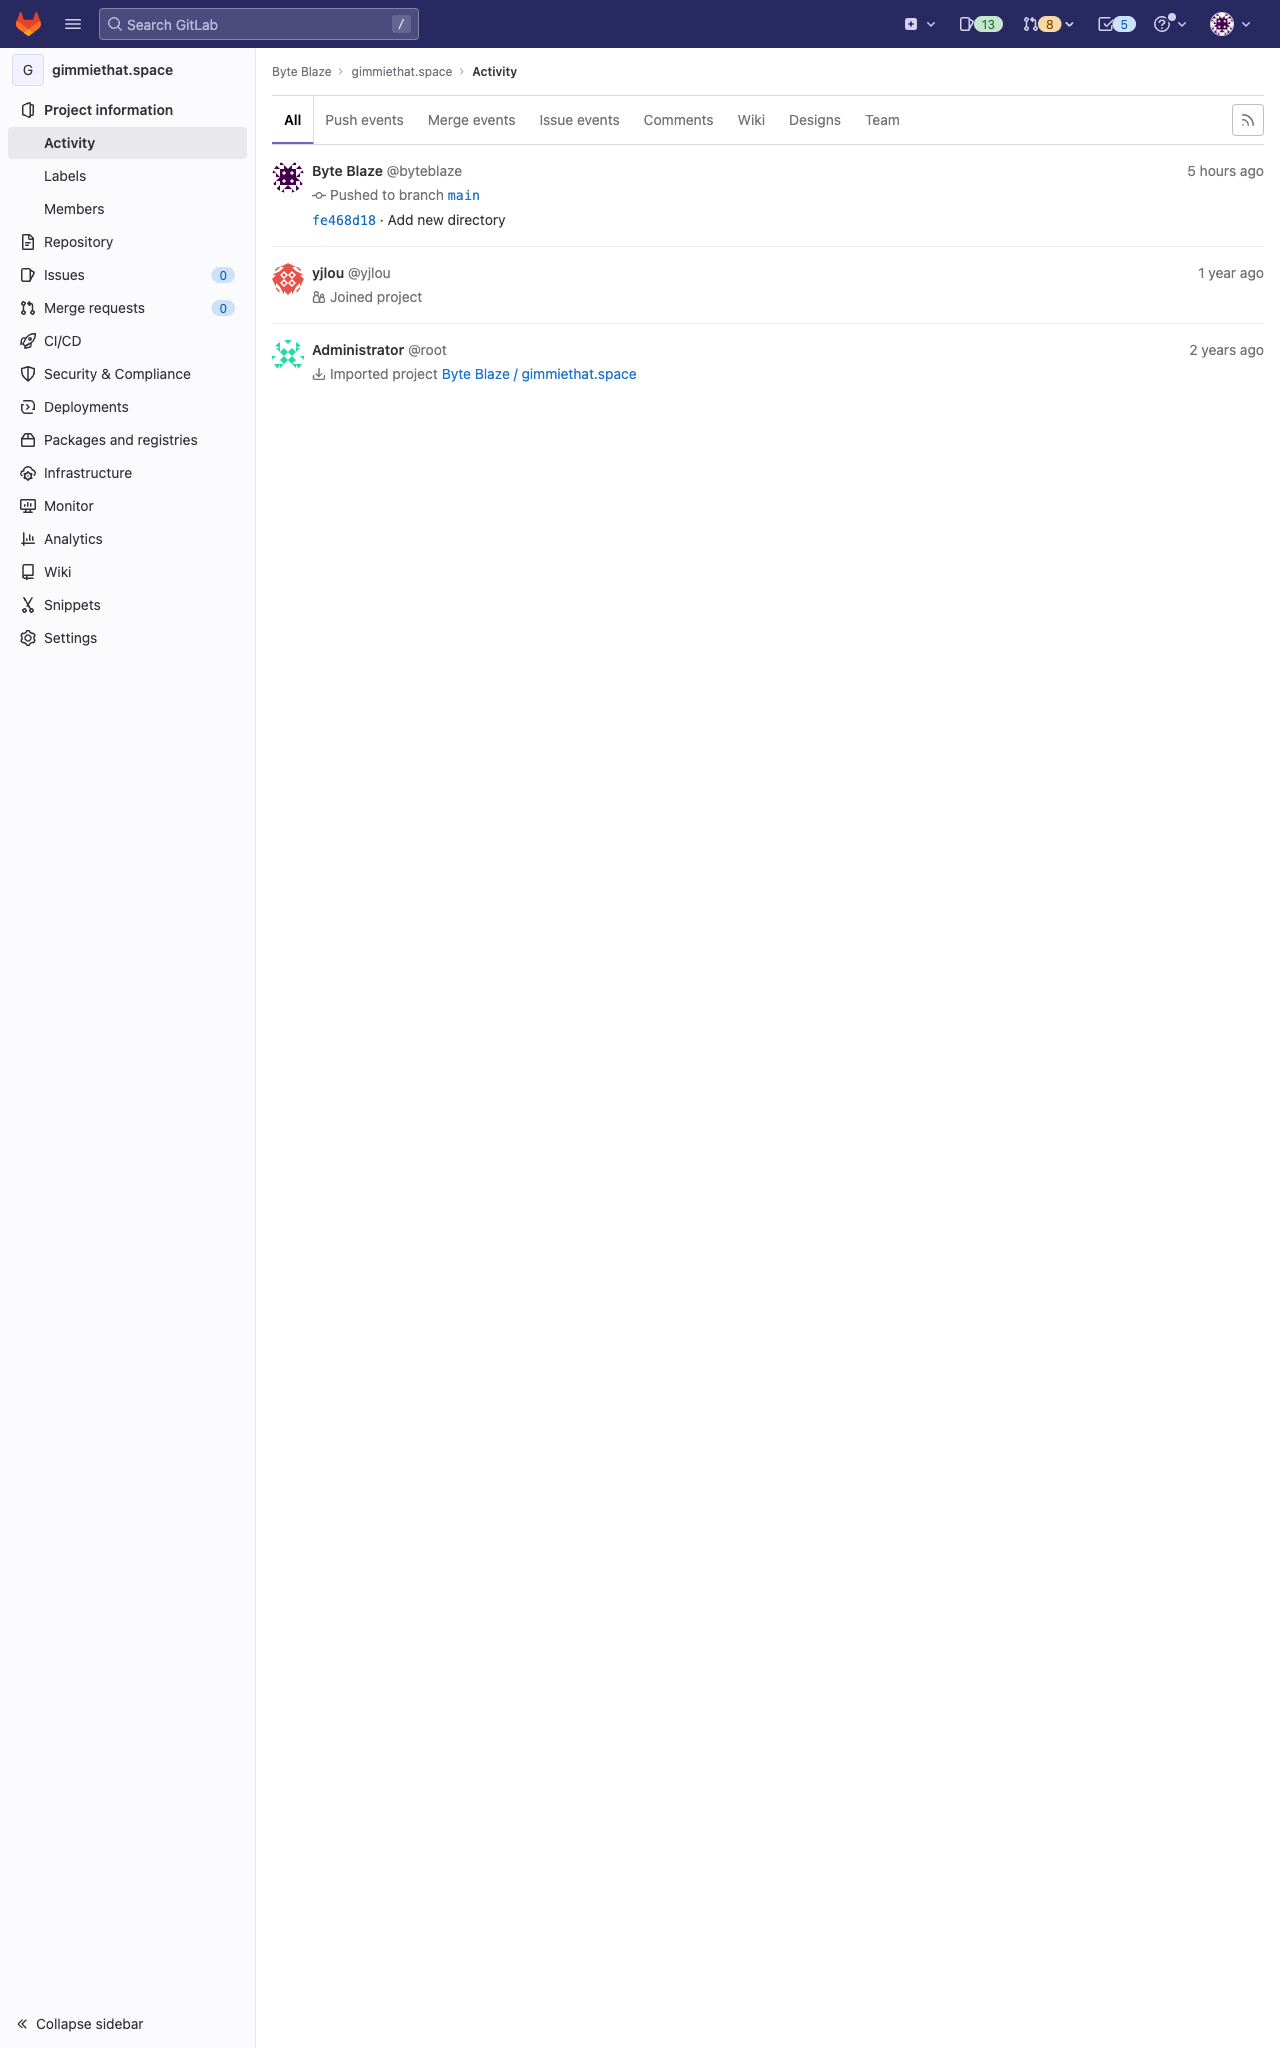 Search GitLab /
13
8
5
G gimmiethat.space
Project information
Activity
Labels
Members
Repository
Issues 0
Merge requests 0
CI/CD
Security & Compliance
Deployments
Packages and registries
Infrastructure
Monitor
Analytics
Wiki
Snippets
Settings
Collapse sidebar
Byte Blaze gimmiethat.space Activity
All Push events Merge events Issue events Comments Wiki Designs Team
Byte Blaze @byteblaze 5 hours ago
Pushed to branch main
fe468d18 · Add new directory
yjlou @yjlou 1 year ago
Joined project
Administrator @root 2 years ago
Imported project Byte Blaze / gimmiethat.space